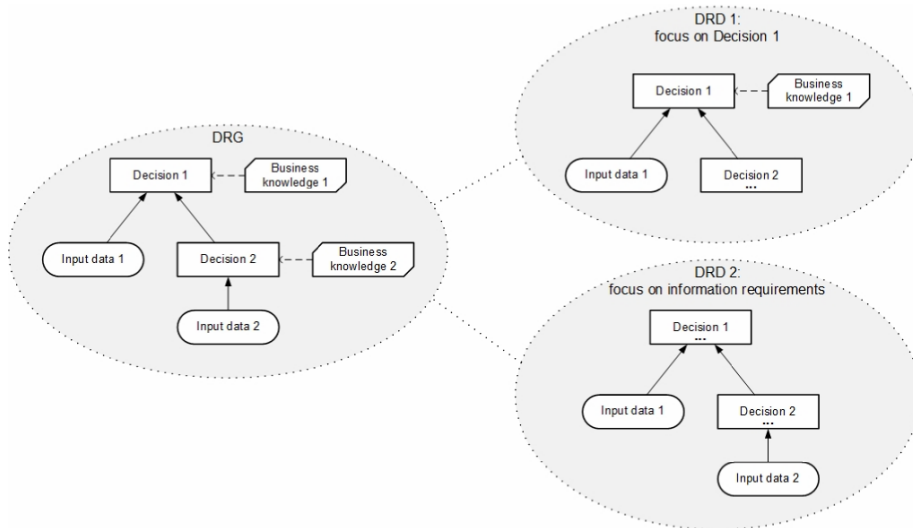 DRG
Decision 1
Business
knowledge 1
Input data 1
Decision 2
Business
knowledge 2
Input data 2
DRD 1:
focus on Decision 1
Decision 1
Business
knowledge 1
Input data 1
Decision 2
...
DRD 2:
focus on information requirements
Decision 1
...
Input data 1
Decision 2
...
Input data 2